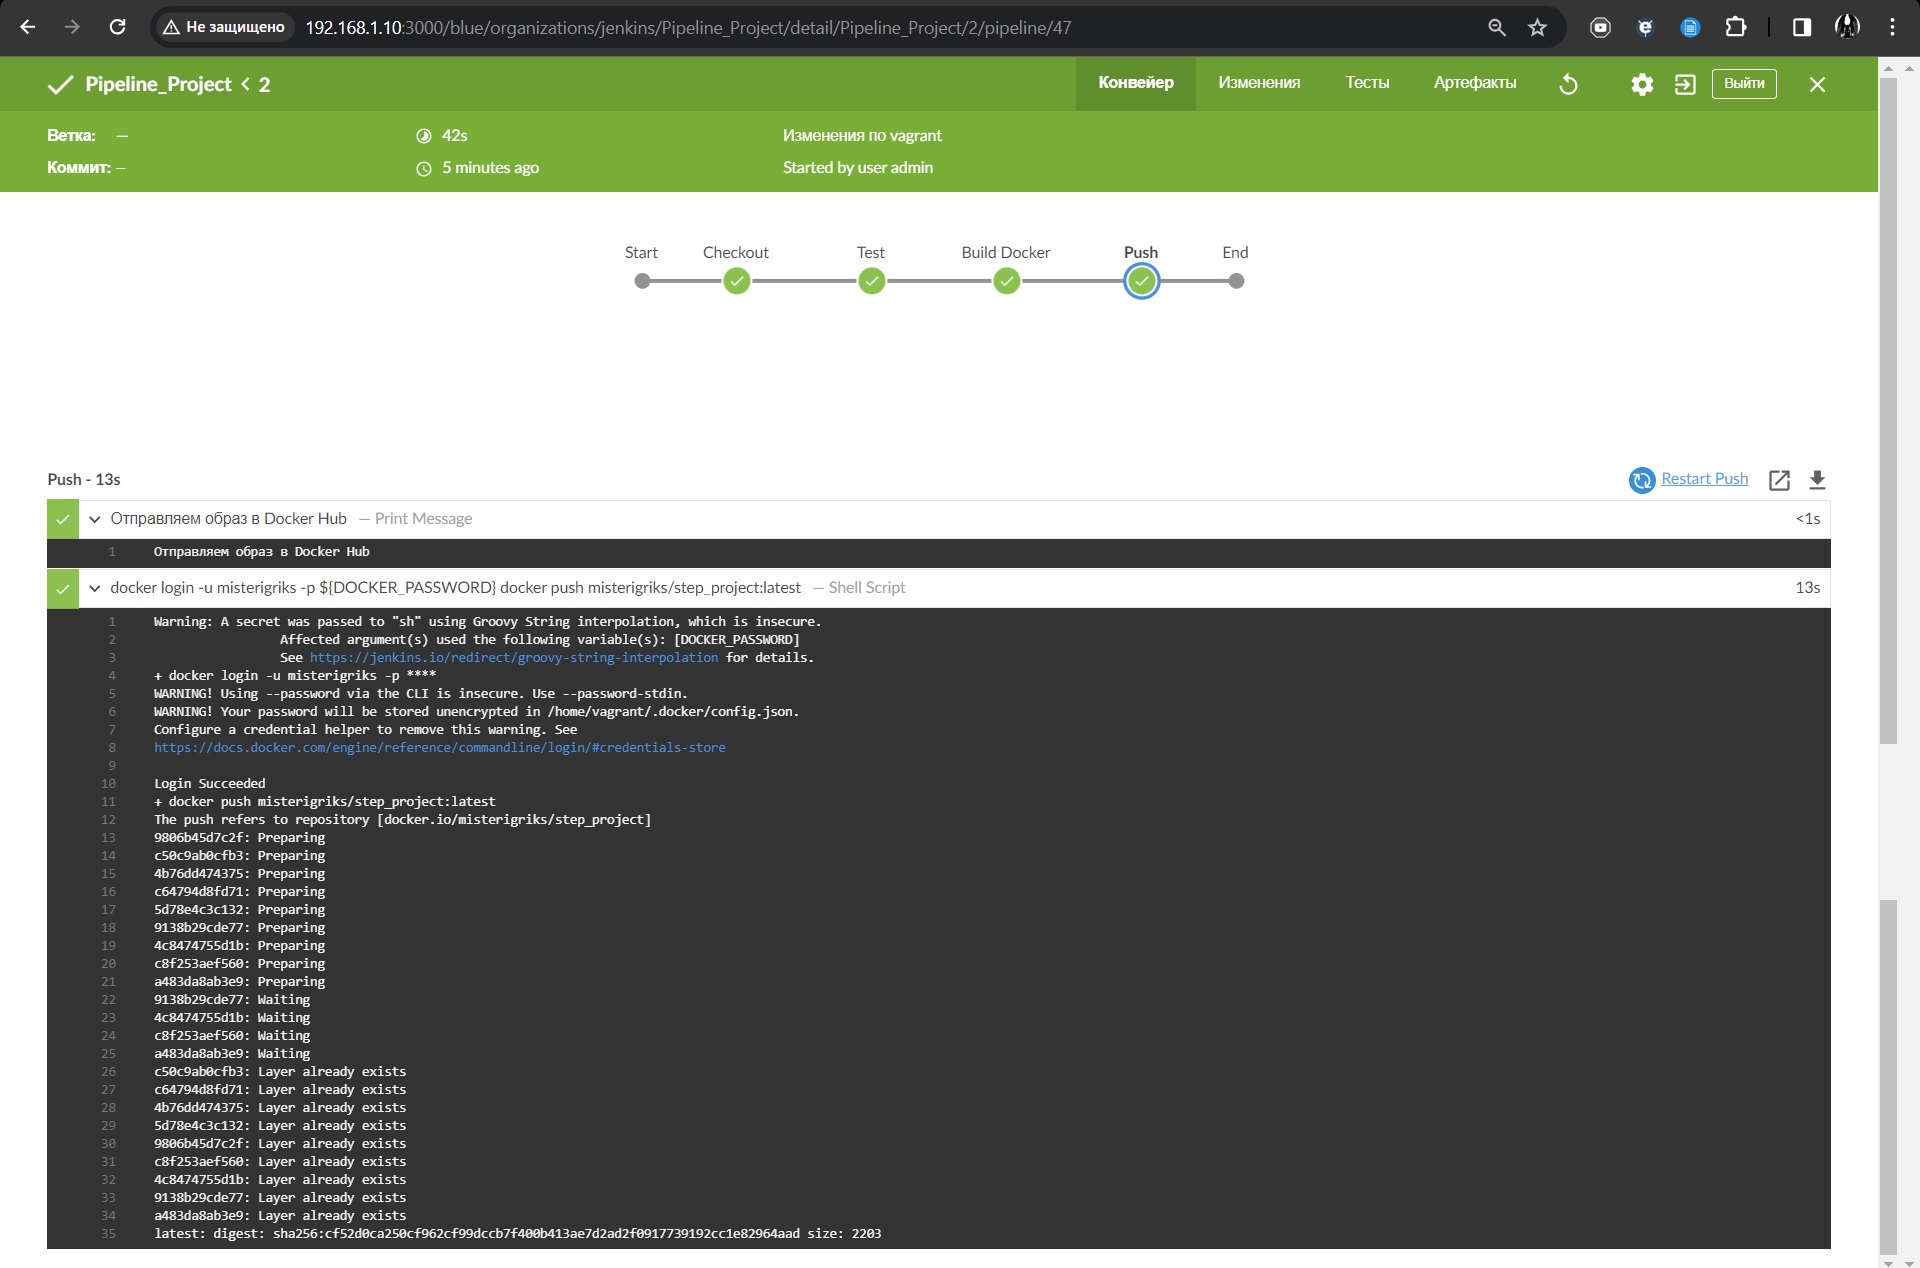 Не защищено 192.168.1.10:3000/blue/organizations/jenkins/Pipeline_Project/detail/Pipeline_Project/2/pipeline/47
Pipeline_Project < 2 Конвейер Изменения Тесты Артефакты Выйти
Ветка: — 42s Изменения по vagrant
Коммит: — 5 minutes ago Started by user admin
Start Checkout Test Build Docker Push End
Push - 13s Restart Push
Отправляем образ в Docker Hub — Print Message <1s
1 Отправляем образ в Docker Hub
docker login -u misterigriks -p ${DOCKER_PASSWORD} docker push misterigriks/step_project:latest — Shell Script 13s
1 Warning: A secret was passed to "sh" using Groovy String interpolation, which is insecure.
2 Affected argument(s) used the following variable(s): [DOCKER_PASSWORD]
3 See https://jenkins.io/redirect/groovy-string-interpolation for details.
4 + docker login -u misterigriks -p ****
5 WARNING! Using --password via the CLI is insecure. Use --password-stdin.
6 WARNING! Your password will be stored unencrypted in /home/vagrant/.docker/config.json.
7 Configure a credential helper to remove this warning. See
8 https://docs.docker.com/engine/reference/commandline/login/#credentials-store
9
10 Login Succeeded
11 + docker push misterigriks/step_project:latest
12 The push refers to repository [docker.io/misterigriks/step_project]
13 9806b45d7c2f: Preparing
14 c50c9ab0cfb3: Preparing
15 4b76dd474375: Preparing
16 c64794d8fd71: Preparing
17 5d78e4c3c132: Preparing
18 9138b29cde77: Preparing
19 4c8474755d1b: Preparing
20 c8f253aef560: Preparing
21 a483da8ab3e9: Preparing
22 9138b29cde77: Waiting
23 4c8474755d1b: Waiting
24 c8f253aef560: Waiting
25 a483da8ab3e9: Waiting
26 c50c9ab0cfb3: Layer already exists
27 c64794d8fd71: Layer already exists
28 4b76dd474375: Layer already exists
29 5d78e4c3c132: Layer already exists
30 9806b45d7c2f: Layer already exists
31 c8f253aef560: Layer already exists
32 4c8474755d1b: Layer already exists
33 9138b29cde77: Layer already exists
34 a483da8ab3e9: Layer already exists
35 latest: digest: sha256:cf52d0ca250cf962cf99dccb7f400b413ae7d2ad2f0917739192cc1e82964aad size: 2203